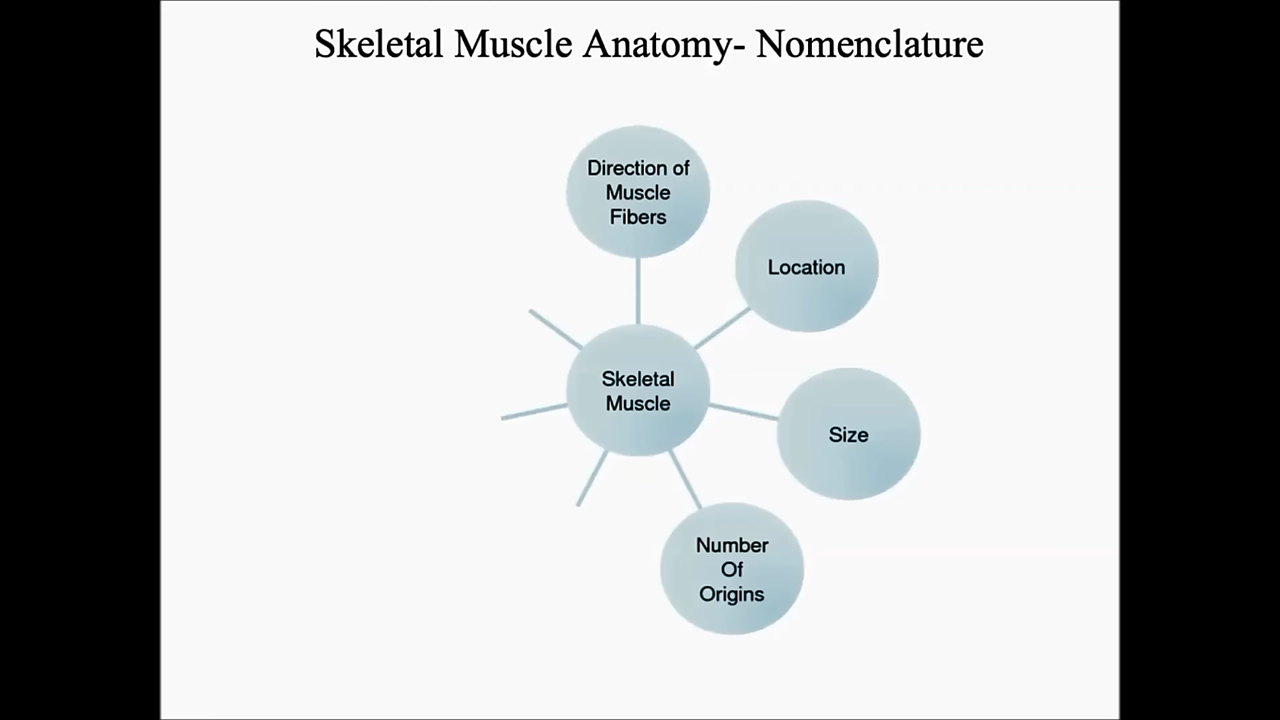 Skeletal Muscle Anatomy- Nomenclature
Direction of
Muscle
Fibers
Location
Skeletal
Muscle
Size
Number
Of
Origins